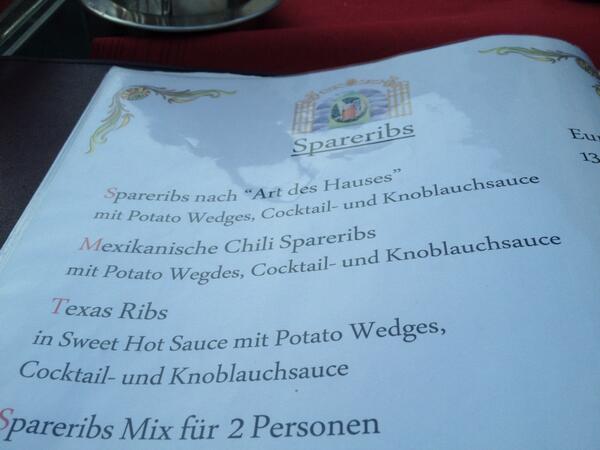 Spareribs
Spareribs nach “Art des Hauses”
mit Potato Wedges, Cocktail- und Knoblauchsauce
Mexikanische Chili Spareribs
mit Potato Wegdes, Cocktail- und Knoblauchsauce
Texas Ribs
in Sweet Hot Sauce mit Potato Wedges,
Cocktail- und Knoblauchsauce
Spareribs Mix für 2 Personen